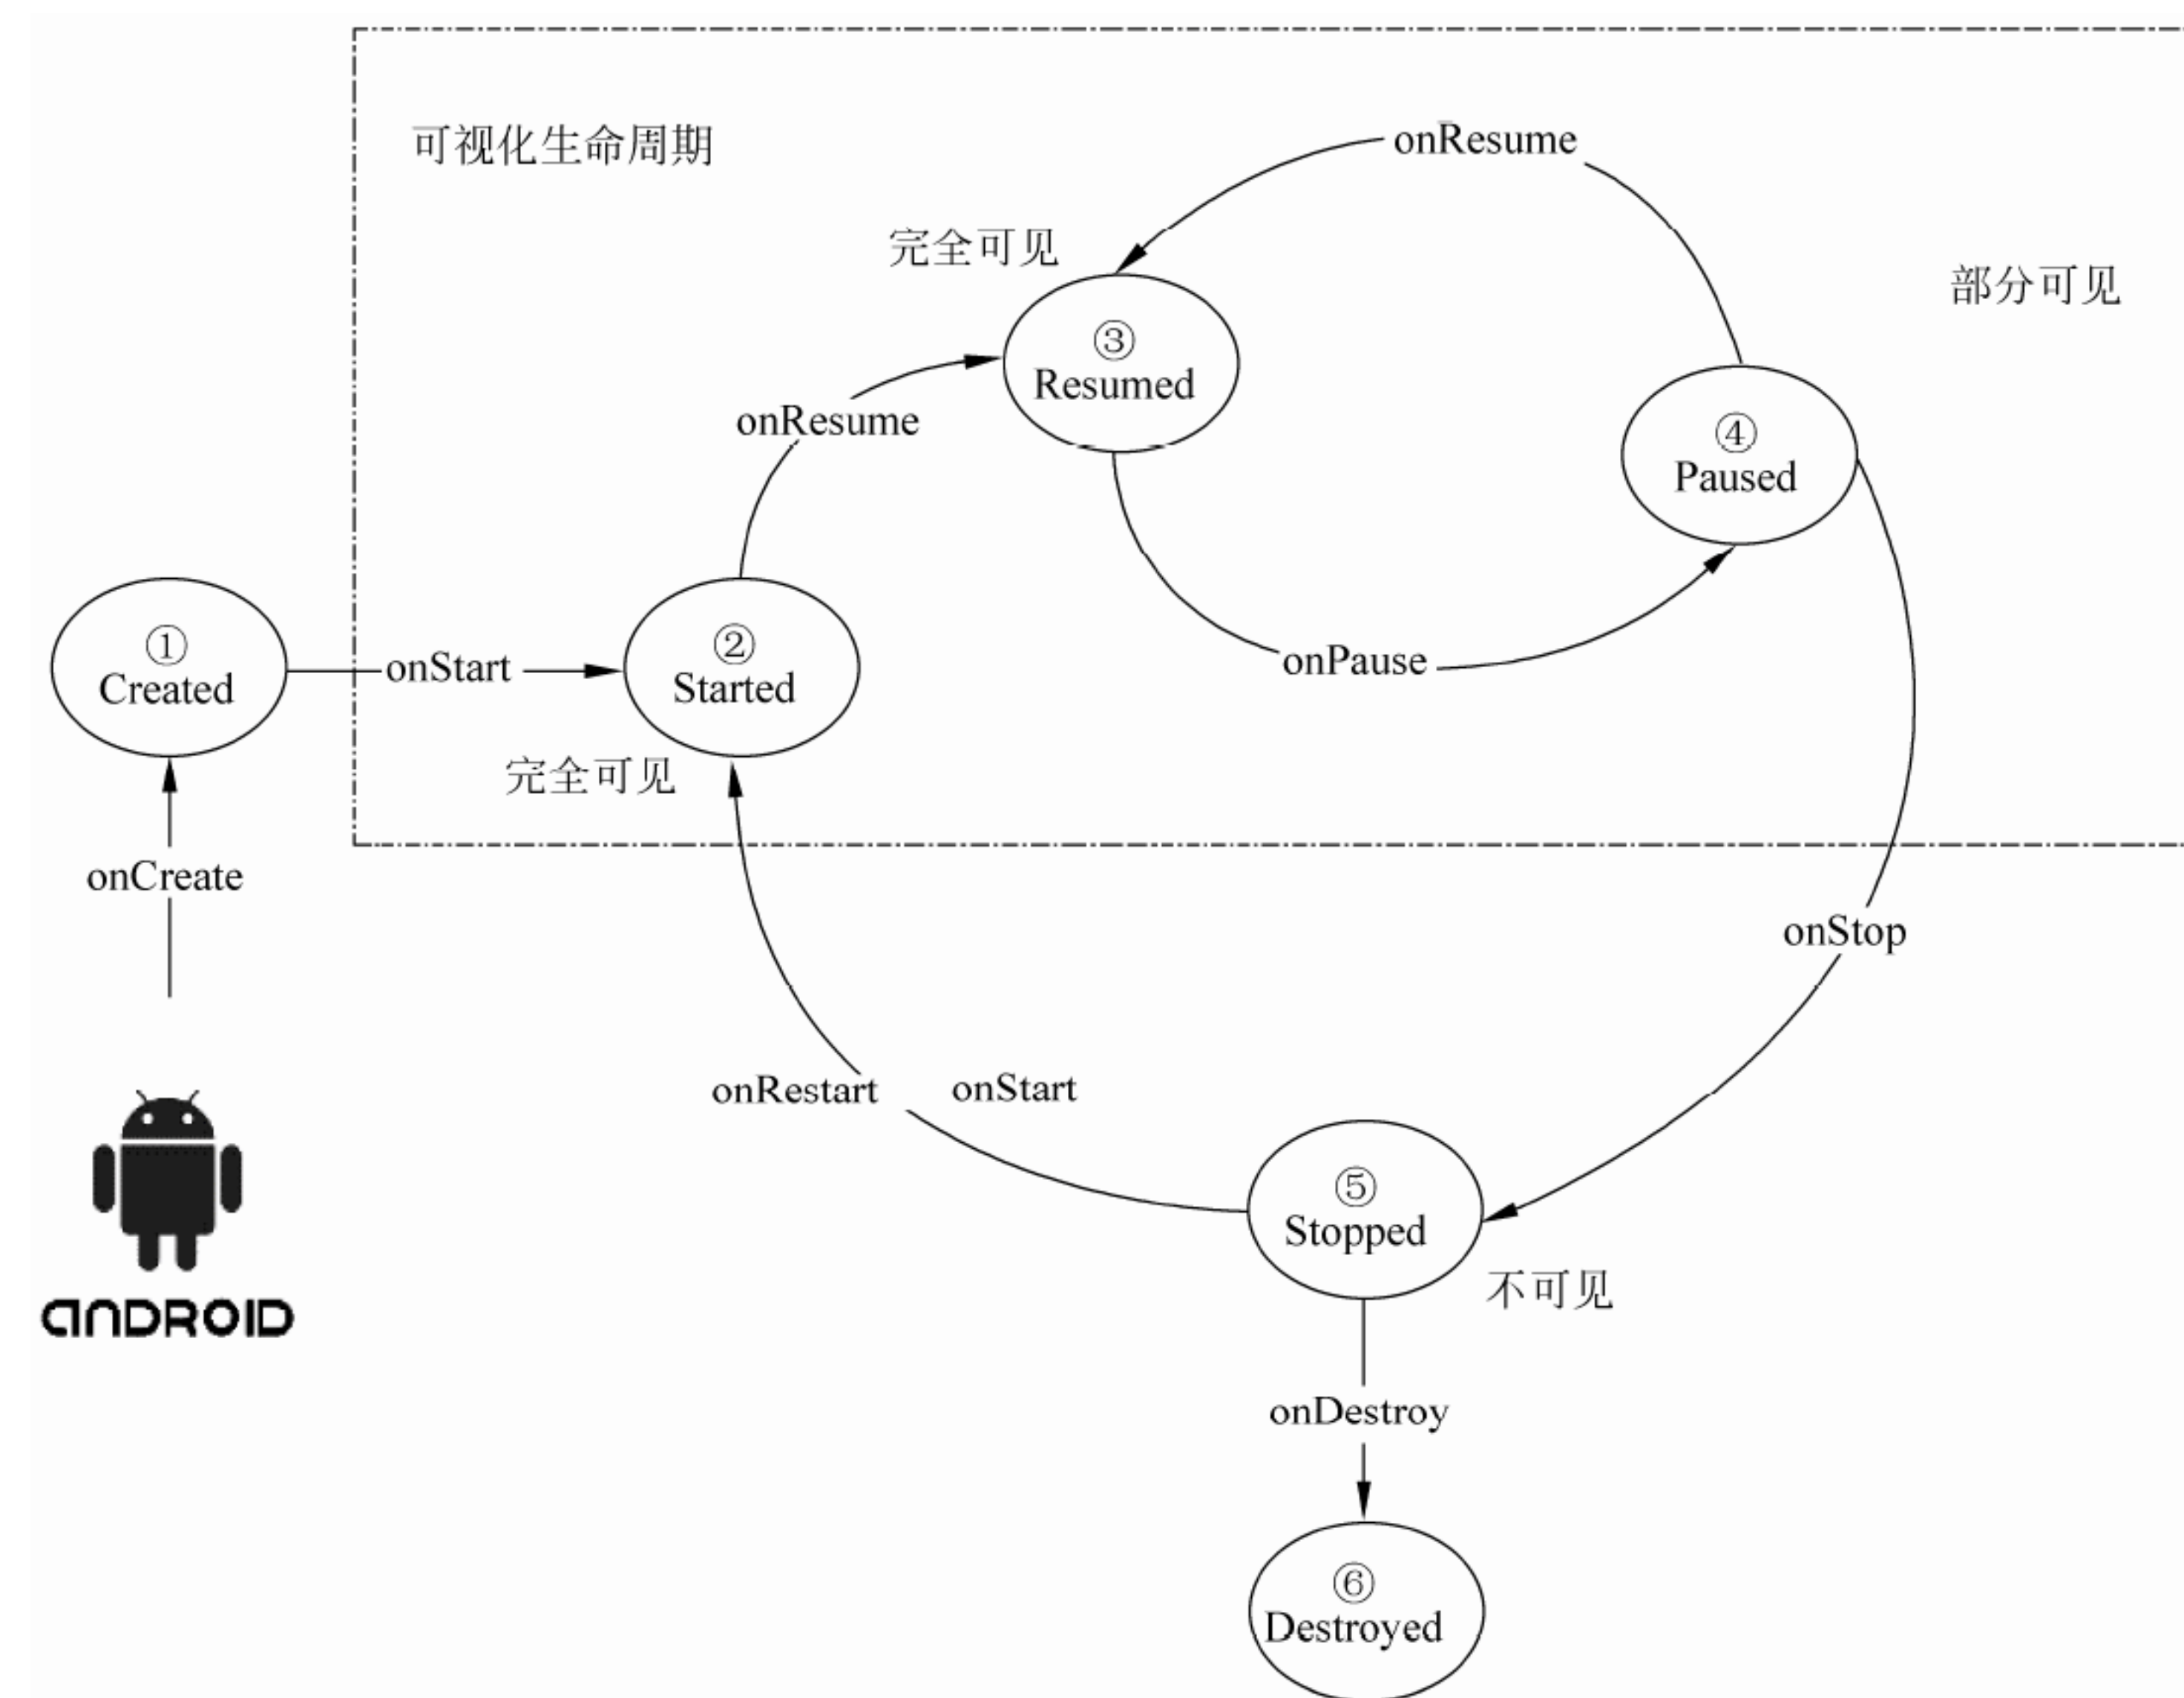 可视化生命周期
onResume
完全可见
部分可见
③
Resumed
onResume
④
Paused
①
Created
onStart
②
Started
onPause
完全可见
onCreate
onStop
onRestart onStart
⑤
Stopped
不可见
ANDROID
onDestroy
⑥
Destroyed